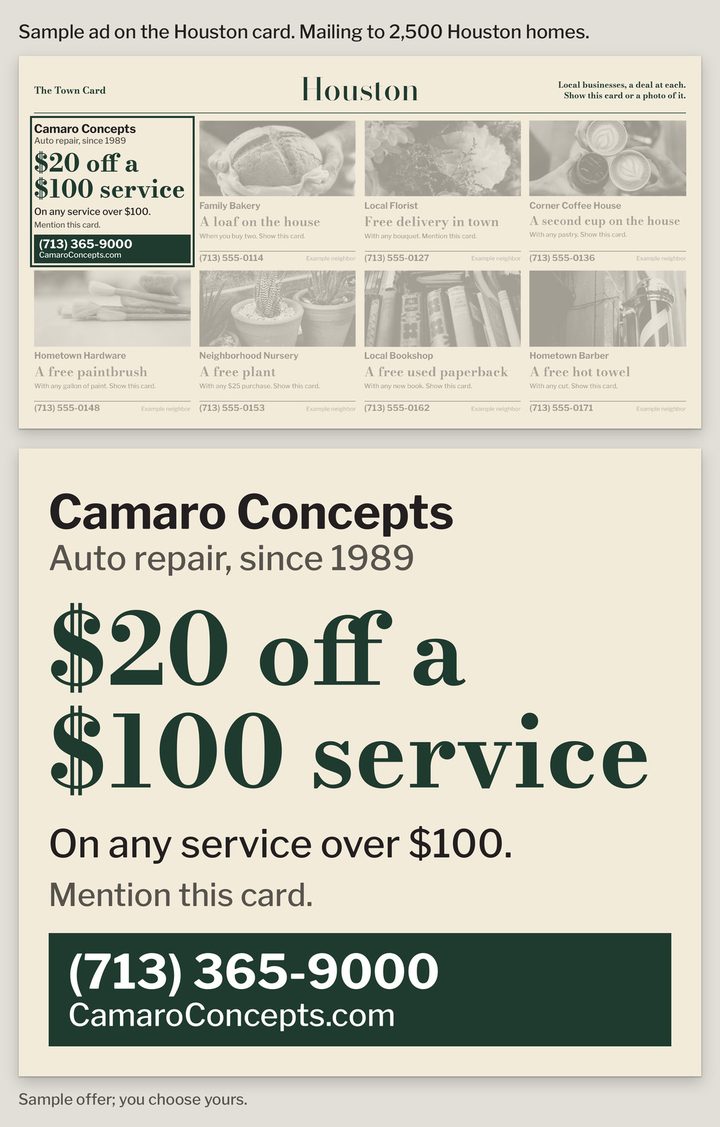 Sample ad on the Houston card. Mailing to 2,500 Houston homes.
The Town Card
Houston
Local businesses, a deal at each.
Show this card or a photo of it.
Camaro Concepts
Auto repair, since 1989
$20 off a
$100 service
On any service over $100.
Mention this card.
(713) 365-9000
CamaroConcepts.com
Family Bakery
A loaf on the house
When you buy two. Show this card.
(713) 555-0114
Example neighbor
Local Florist
Free delivery in town
With any bouquet. Mention this card.
(713) 555-0127
Example neighbor
Corner Coffee House
A second cup on the house
With any pastry. Show this card.
(713) 555-0136
Example neighbor
Hometown Hardware
A free paintbrush
With any gallon of paint. Show this card.
(713) 555-0148
Example neighbor
Neighborhood Nursery
A free plant
With any $25 purchase. Show this card.
(713) 555-0153
Example neighbor
Local Bookshop
A free used paperback
With any new book. Show this card.
(713) 555-0162
Example neighbor
Hometown Barber
A free hot towel
With any cut. Show this card.
(713) 555-0171
Example neighbor
Camaro Concepts
Auto repair, since 1989
$20 off a
$100 service
On any service over $100.
Mention this card.
(713) 365-9000
CamaroConcepts.com
Sample offer; you choose yours.